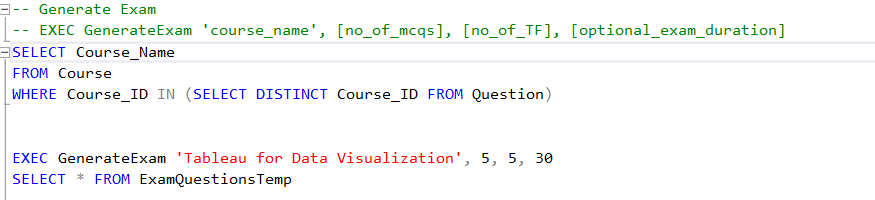 -- Generate Exam
-- EXEC GenerateExam 'course_name', [no_of_mcqs], [no_of_TF], [optional_exam_duration]
SELECT Course_Name
FROM Course
WHERE Course_ID IN (SELECT DISTINCT Course_ID FROM Question)
EXEC GenerateExam 'Tableau for Data Visualization', 5, 5, 30
SELECT * FROM ExamQuestionsTemp